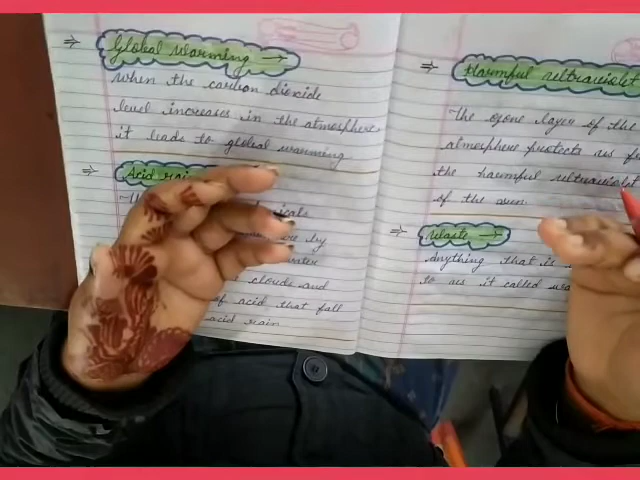 ⇒ Global warming →
when the carbon dioxide
level increases in the atmosphere
it leads to global warming
⇒ Acid rain
clouds and
of acid that fall
acid rain
⇒ Harmful ultraviolet
The ozone layer of the
atmosphere protects us
the harmful ultraviolet
of the sun
⇒ Waste →
Anything that is
to us it called